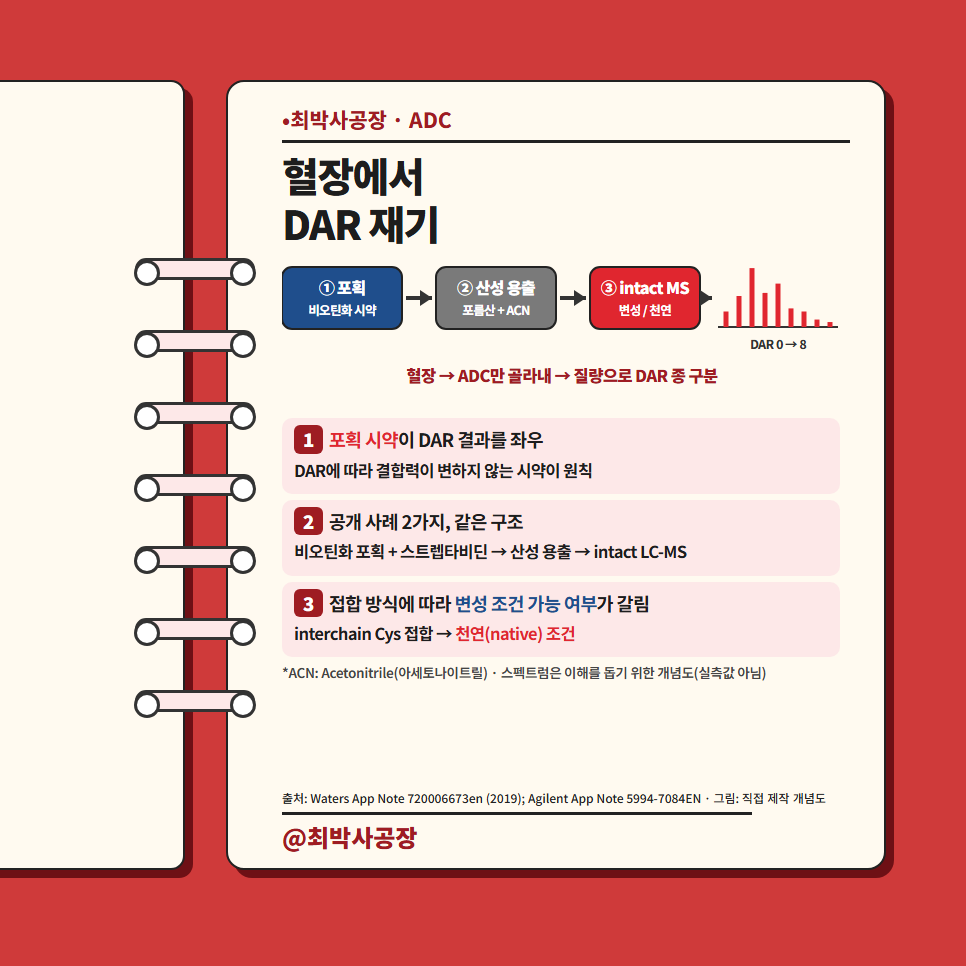 •최박사공장 · ADC
혈장에서
DAR 재기
① 포획
비오틴화 시약
② 산성 용출
포름산 + ACN
③ intact MS
변성 / 천연
DAR 0 → 8
혈장 → ADC만 골라내 → 질량으로 DAR 종 구분
1 포획 시약이 DAR 결과를 좌우
DAR에 따라 결합력이 변하지 않는 시약이 원칙
2 공개 사례 2가지, 같은 구조
비오틴화 포획 + 스트렙타비딘 → 산성 용출 → intact LC-MS
3 접합 방식에 따라 변성 조건 가능 여부가 갈림
interchain Cys 접합 → 천연(native) 조건
*ACN: Acetonitrile(아세토나이트릴) · 스펙트럼은 이해를 돕기 위한 개념도(실측값 아님)
출처: Waters App Note 720006673en (2019); Agilent App Note 5994-7084EN · 그림: 직접 제작 개념도
@최박사공장